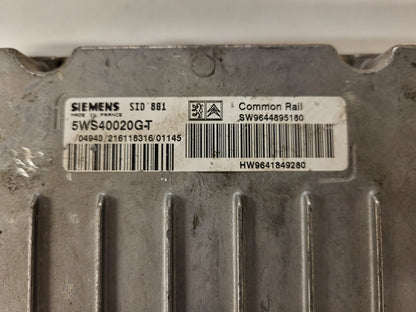 SIEMENS SID 801
MADE IN FRANCE
5WS40020G-T
/04943/216118316/01145
Common Rail
SW9644895180
HW9641849280